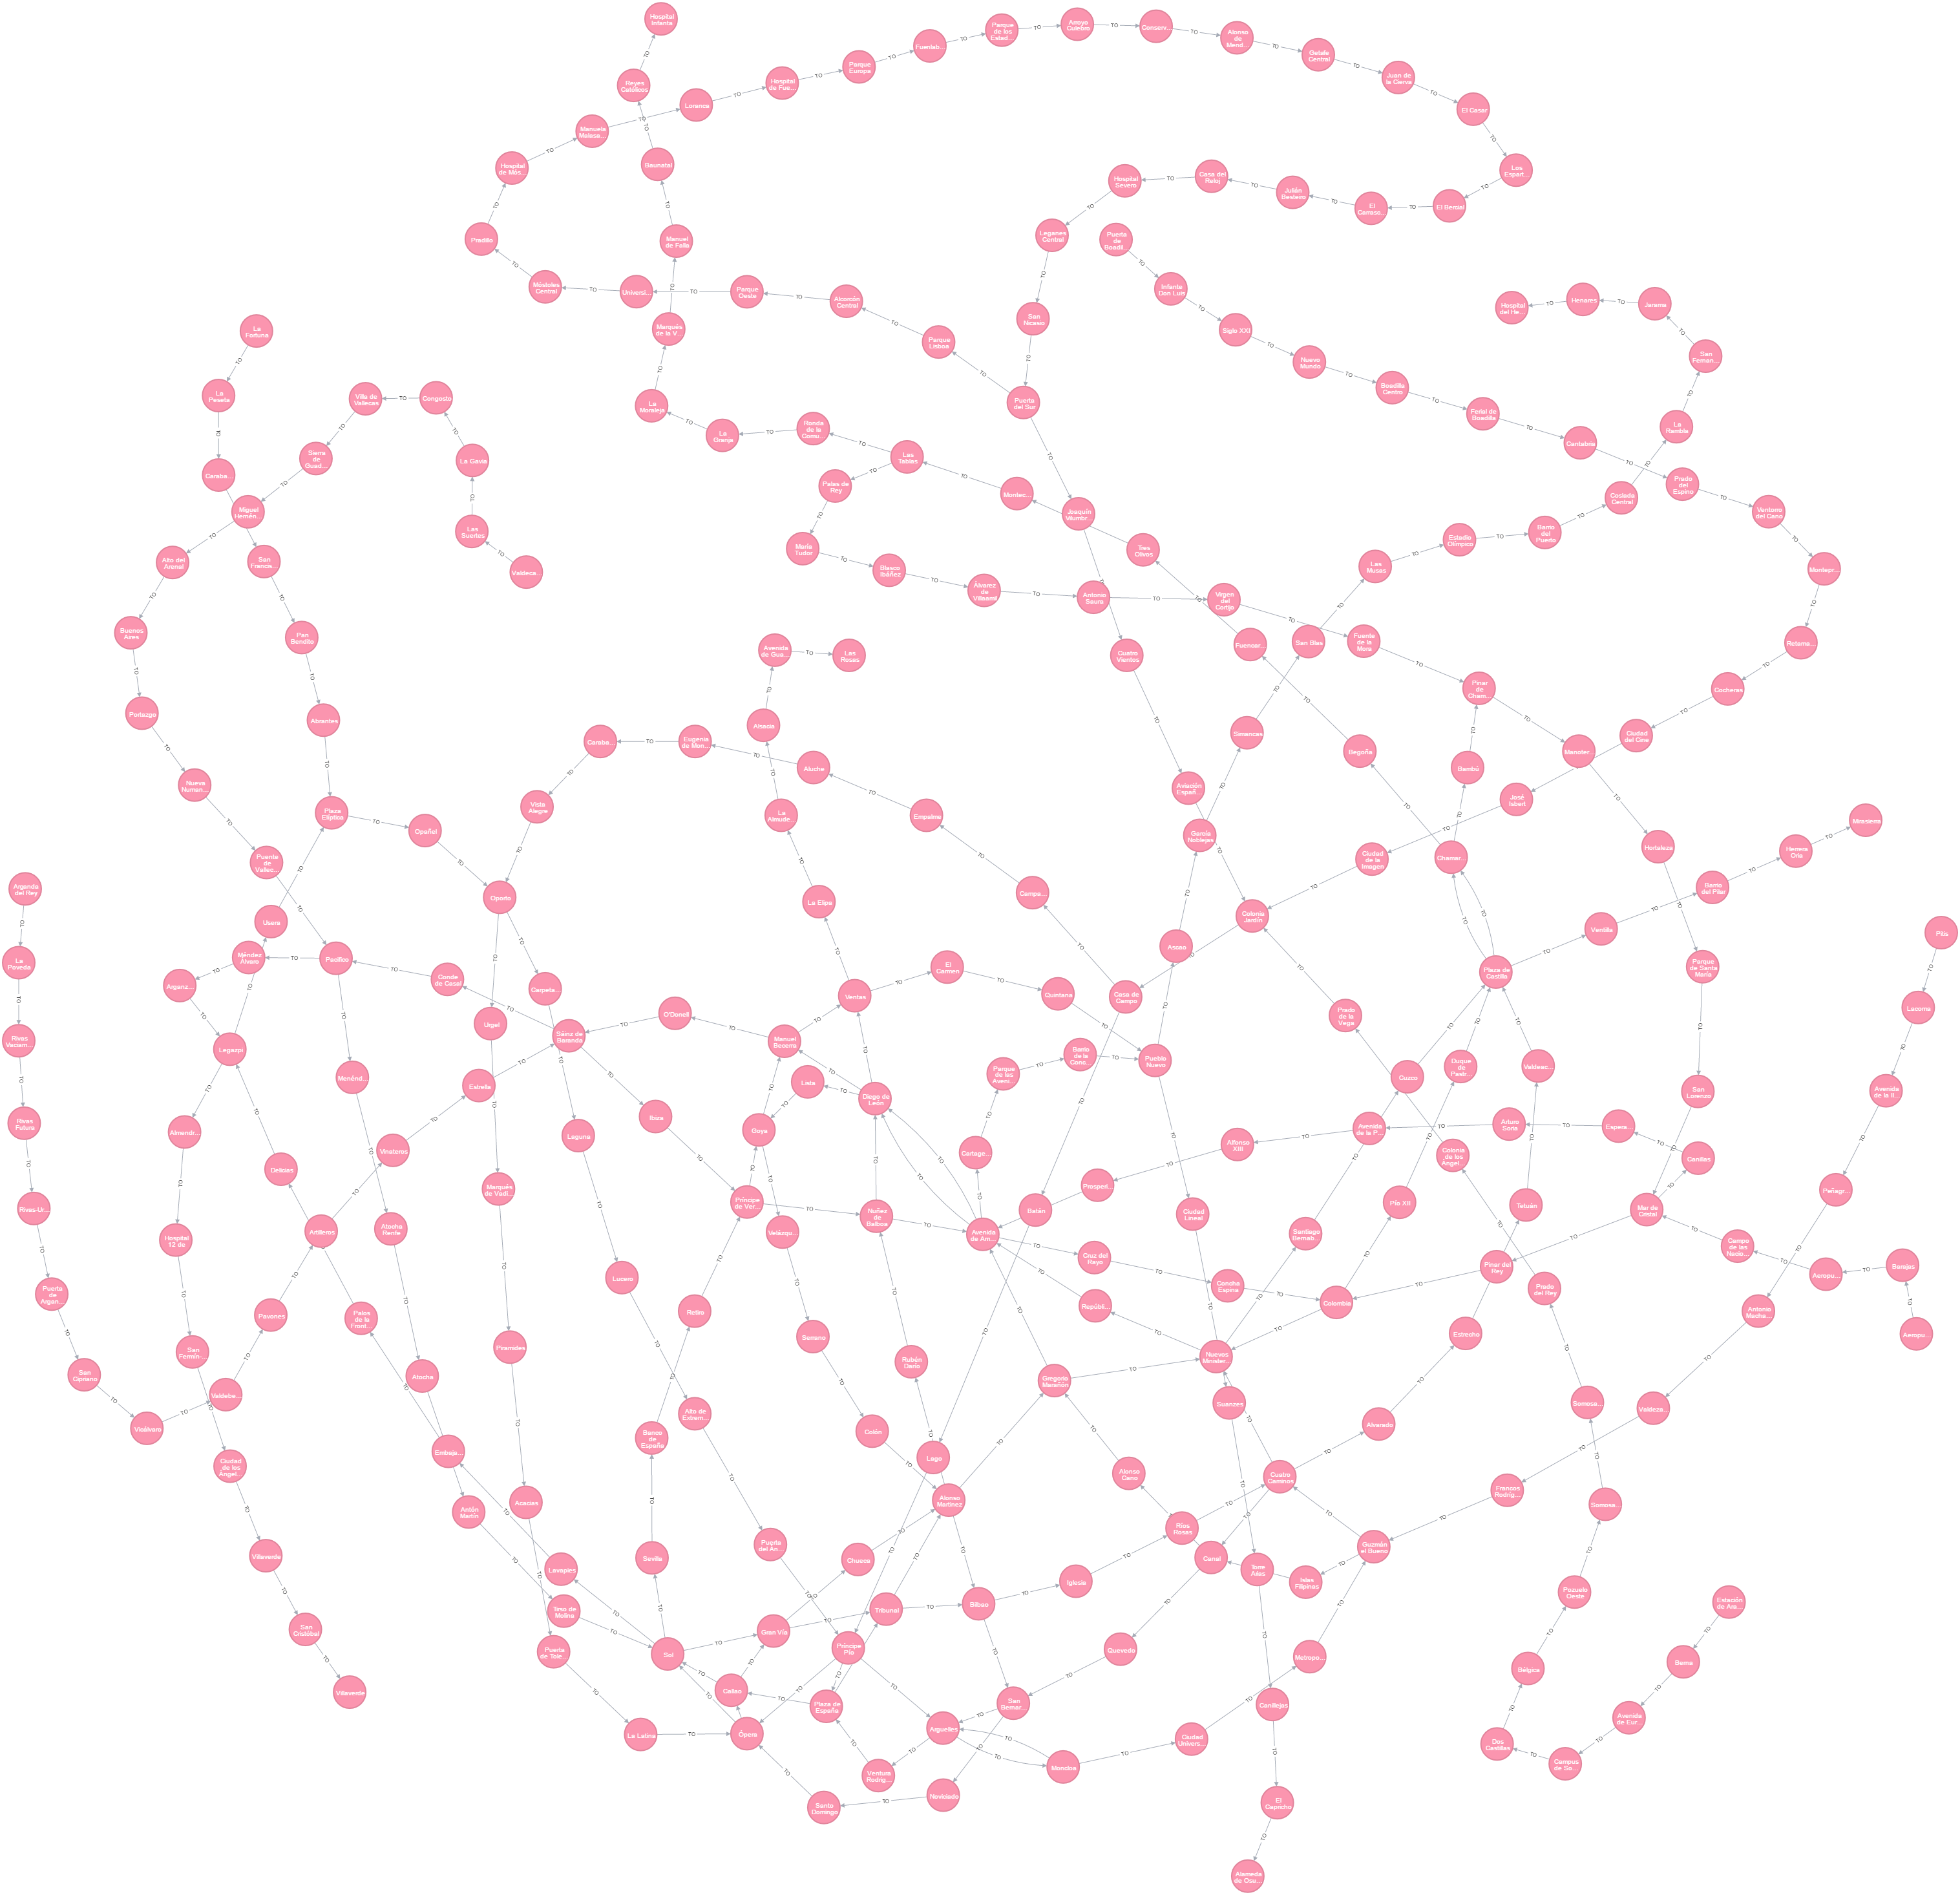 Hospital
Infanta
Reyes
Católicos
Baunatal
Manuel
de Falla
Marqués
de la V...
La
Moraleja
La
Granja
Ronda
de la
Comu...
Las
Tablas
Montec...
Tres
Olivos
Fuencar...
Begoña
Chamar...
Palas de
Rey
María
Tudor
Blasco
Ibáñez
Álvarez
de
Villaamil
Antonio
Saura
Virgen
del
Cortijo
Fuente
de la
Mora
Pinar
de
Cham...
Bambú
Manoter...
Hortaleza
Parque
de Santa
María
San
Lorenzo
Mar de
Cristal
Manuela
Malasa...
Loranca
Hospital
de Fue...
Parque
Europa
Fuenlab...
Parque
de los
Estad...
Arroyo
Culebro
Conserv...
Alonso
de
Mend...
Getafe
Central
Juan de
la Cierva
El Casar
Los
Espart...
El Bercial
El
Carrasc...
Julián
Besteiro
Casa del
Reloj
Hospital
Severo
Leganes
Central
San
Nicasio
Puerta
del Sur
Parque
Lisboa
Alcorcón
Central
Parque
Oeste
Universi...
Móstoles
Central
Pradillo
Hospital
de Mós...
Puerta
de
Boadil...
Infante
Don Luis
Siglo XXI
Nuevo
Mundo
Boadilla
Centro
Ferial de
Boadilla
Cantabria
Prado
del
Espino
Ventorro
del Cano
Montepr...
Retama...
Cocheras
Ciudad
del Cine
José
Isbert
Ciudad
de la
Imagen
Colonia
Jardín
Hospital
del He...
Henares
Jarama
San
Fernan...
La
Rambla
Coslada
Central
Barrio
del
Puerto
Estadio
Olímpico
Las
Musas
San Blas
Simancas
García
Noblejas
Ascao
Joaquín
Vilumbr...
Cuatro
Vientos
Aviación
Españ...
La
Fortuna
La
Peseta
Caraba...
San
Francis...
Pan
Bendito
Abrantes
Plaza
Elíptica
Opañel
Oporto
Villa de
Vallecas
Congosto
La Gavia
Las
Suertes
Valdeca...
Sierra
de
Guad...
Miguel
Hernán...
Alto del
Arenal
Buenos
Aires
Portazgo
Nueva
Numan...
Puente
de
Vallec...
Pacífico
Usera
Méndez
Álvaro
Arganz...
Legazpi
Conde
de Casal
Avenida
de Gua...
Las
Rosas
Alsacia
La
Almude...
La Elipa
Ventas
Caraba...
Eugenia
de Mon...
Aluche
Empalme
Campa...
Casa de
Campo
Vista
Alegre
Urgel
Carpeta...
Sáinz de
Baranda
O'Donell
Manuel
Becerra
El
Carmen
Quintana
Pueblo
Nuevo
Barrio
de la
Conc...
Parque
de las
Aveni...
Cartage...
Diego de
León
Lista
Goya
Arganda
del Rey
La
Poveda
Rivas
Vaciam...
Rivas
Futura
Rivas-Ur...
Puerta
de
Argan...
San
Cipriano
Vicálvaro
Valdebe...
Pavones
Artilleros
Vinateros
Estrella
Menénd...
Atocha
Renfe
Atocha
Antón
Martín
Tirso de
Molina
Almendr...
Hospital
12 de
San
Fermín-...
Ciudad
de los
Ángel...
Villaverde
San
Cristóbal
Villaverde
Delicias
Palos
de la
Front...
Embaja...
Lavapies
Sol
Marqués
de Vadi...
Piramides
Acacias
Puerta
de Tole...
La Latina
Ópera
Laguna
Lucero
Alto de
Extrem...
Puerta
del An...
Príncipe
Pío
Ibiza
Príncipe
de Ver...
Retiro
Banco
de
España
Sevilla
Velázqu...
Serrano
Colón
Nuñez
de
Balboa
Rubén
Darío
Avenida
de Am...
Cruz del
Rayo
Concha
Espina
Colombia
Pío XII
Duque
de
Pastr...
Repúbli...
Nuevos
Minister...
Gregorio
Marañón
Alonso
Cano
Lago
Batán
Prosperi...
Alfonso
XIII
Avenida
de la P...
Arturo
Soria
Espera...
Canillas
Cuzco
Santiago
Bernab...
Plaza de
Castilla
Ventilla
Barrio
del Pilar
Herrera
Oria
Mirasierra
Prado
de la
Vega
Colonia
de los
Ángel...
Prado
del Rey
Somosa...
Somosa...
Pozuelo
Oeste
Bélgica
Dos
Castillas
Campus
de So...
Avenida
de Eur...
Berna
Estación
de Ara...
Valdeac...
Tetuán
Estrecho
Alvarado
Cuatro
Caminos
Pinar del
Rey
Campo
de las
Nacio...
Aeropu...
Barajas
Aeropu...
Pitis
Lacoma
Avenida
de la Il...
Peñagr...
Antonio
Macha...
Valdeza...
Francos
Rodríg...
Guzmán
el Bueno
Islas
Filipinas
Canal
Quevedo
Metropo...
Ciudad
Univers...
Moncloa
Ciudad
Lineal
Suanzes
Torre
Arias
Canillejas
El
Capricho
Alameda
de Osu...
Alonso
Martínez
Chueca
Gran Vía
Tribunal
Bilbao
Iglesia
Ríos
Rosas
San
Bernar...
Arguelles
Ventura
Rodríg...
Plaza de
España
Callao
Noviciado
Santo
Domingo